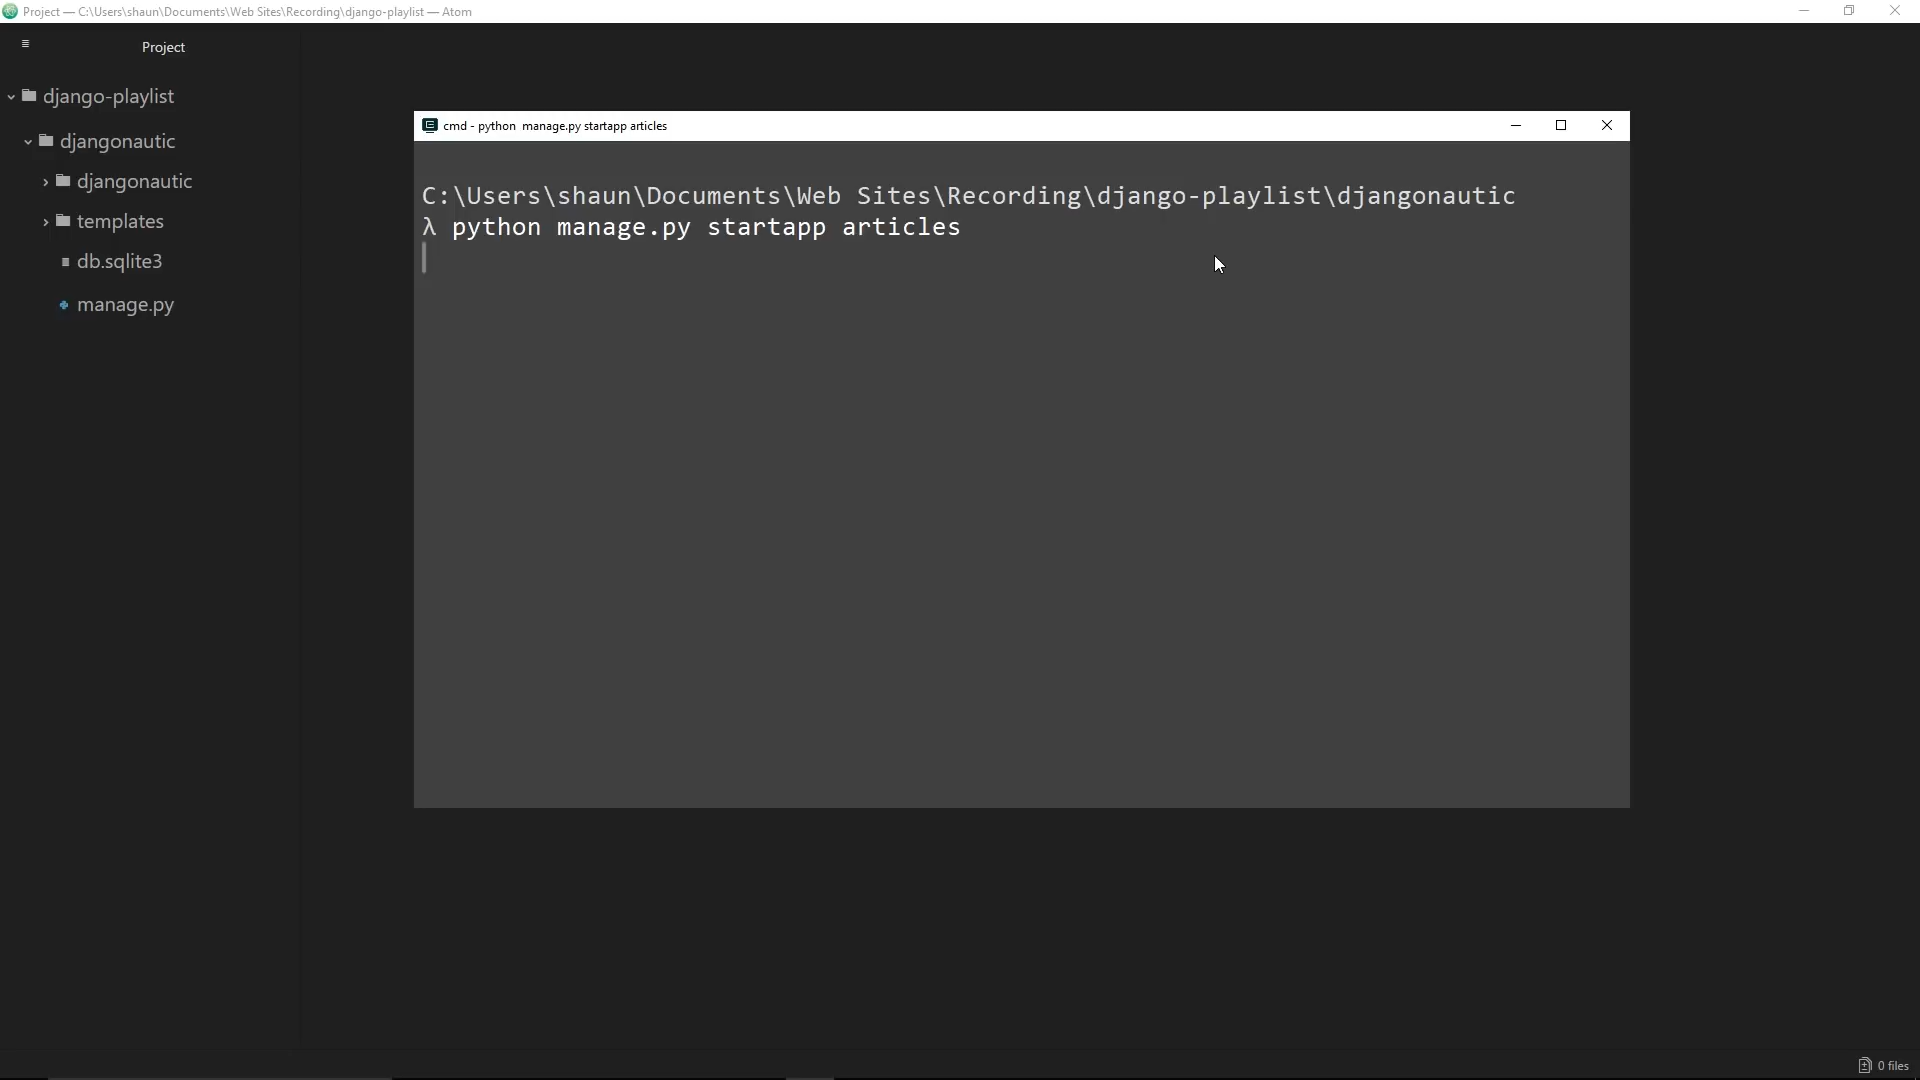 Project — C:\Users\shaun\Documents\Web Sites\Recording\django-playlist — Atom
Project
django-playlist
djangonautic
djangonautic
templates
db.sqlite3
manage.py
cmd - python  manage.py startapp articles
C:\Users\shaun\Documents\Web Sites\Recording\django-playlist\djangonautic
λ python manage.py startapp articles
0 files